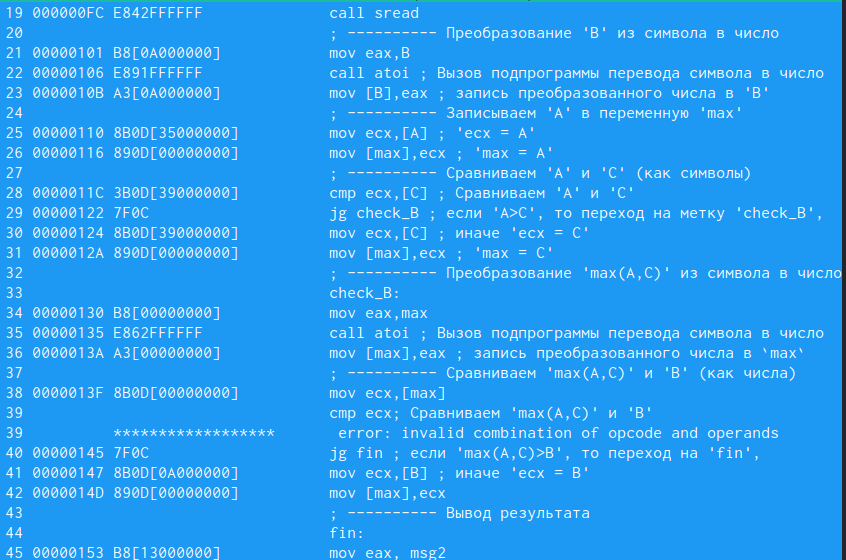 19 000000FC E842FFFFFF call sread
20 ; ---------- Преобразование 'B' из символа в число
21 00000101 B8[0A000000] mov eax,B
22 00000106 E891FFFFFF call atoi ; Вызов подпрограммы перевода символа в число
23 0000010B A3[0A000000] mov [B],eax ; запись преобразованного числа в 'B'
24 ; ---------- Записываем 'A' в переменную 'max'
25 00000110 8B0D[35000000] mov ecx,[A] ; 'ecx = A'
26 00000116 890D[00000000] mov [max],ecx ; 'max = A'
27 ; ---------- Сравниваем 'A' и 'С' (как символы)
28 0000011C 3B0D[39000000] cmp ecx,[C] ; Сравниваем 'A' и 'С'
29 00000122 7F0C jg check_B ; если 'A>C', то переход на метку 'check_B',
30 00000124 8B0D[39000000] mov ecx,[C] ; иначе 'ecx = C'
31 0000012A 890D[00000000] mov [max],ecx ; 'max = C'
32 ; ---------- Преобразование 'max(A,C)' из символа в число
33 check_B:
34 00000130 B8[00000000] mov eax,max
35 00000135 E862FFFFFF call atoi ; Вызов подпрограммы перевода символа в число
36 0000013A A3[00000000] mov [max],eax ; запись преобразованного числа в `max`
37 ; ---------- Сравниваем 'max(A,C)' и 'B' (как числа)
38 0000013F 8B0D[00000000] mov ecx,[max]
39 cmp ecx; Сравниваем 'max(A,C)' и 'B'
39 ****************** error: invalid combination of opcode and operands
40 00000145 7F0C jg fin ; если 'max(A,C)>B', то переход на 'fin',
41 00000147 8B0D[0A000000] mov ecx,[B] ; иначе 'ecx = B'
42 0000014D 890D[00000000] mov [max],ecx
43 ; ---------- Вывод результата
44 fin:
45 00000153 B8[13000000] mov eax, msg2